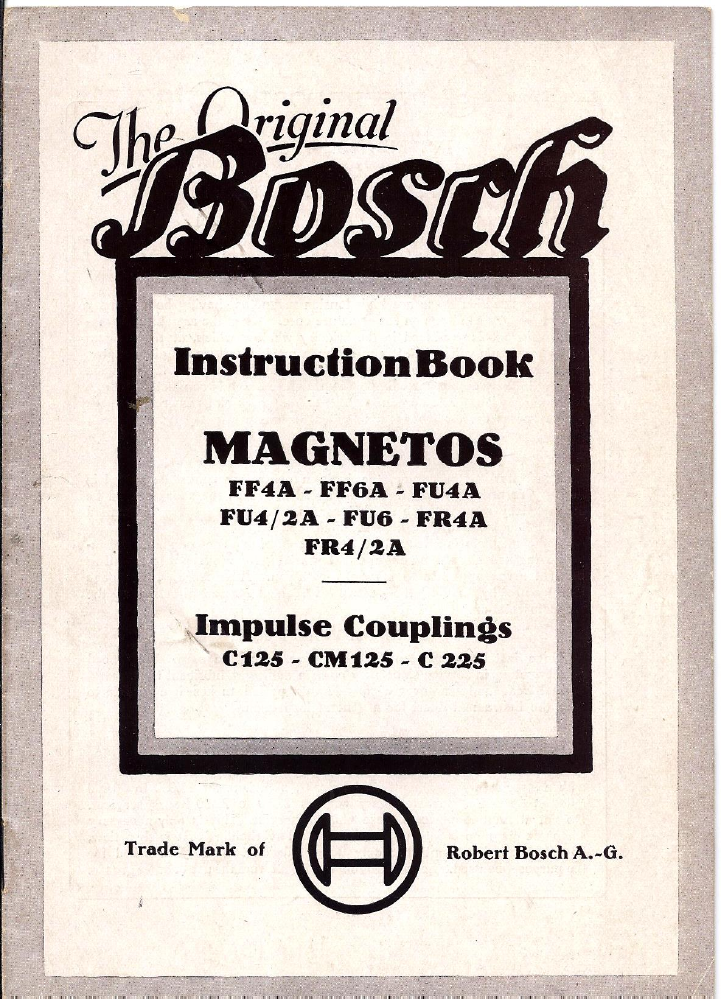 The Original
Bosch
Instruction Book
MAGNETOS
FF4A - FF6A - FU4A
FU4/2A - FU6 - FR4A
FR4/2A
Impulse Couplings
C125 - CM125 - C 225
Trade Mark of Robert Bosch A.-G.